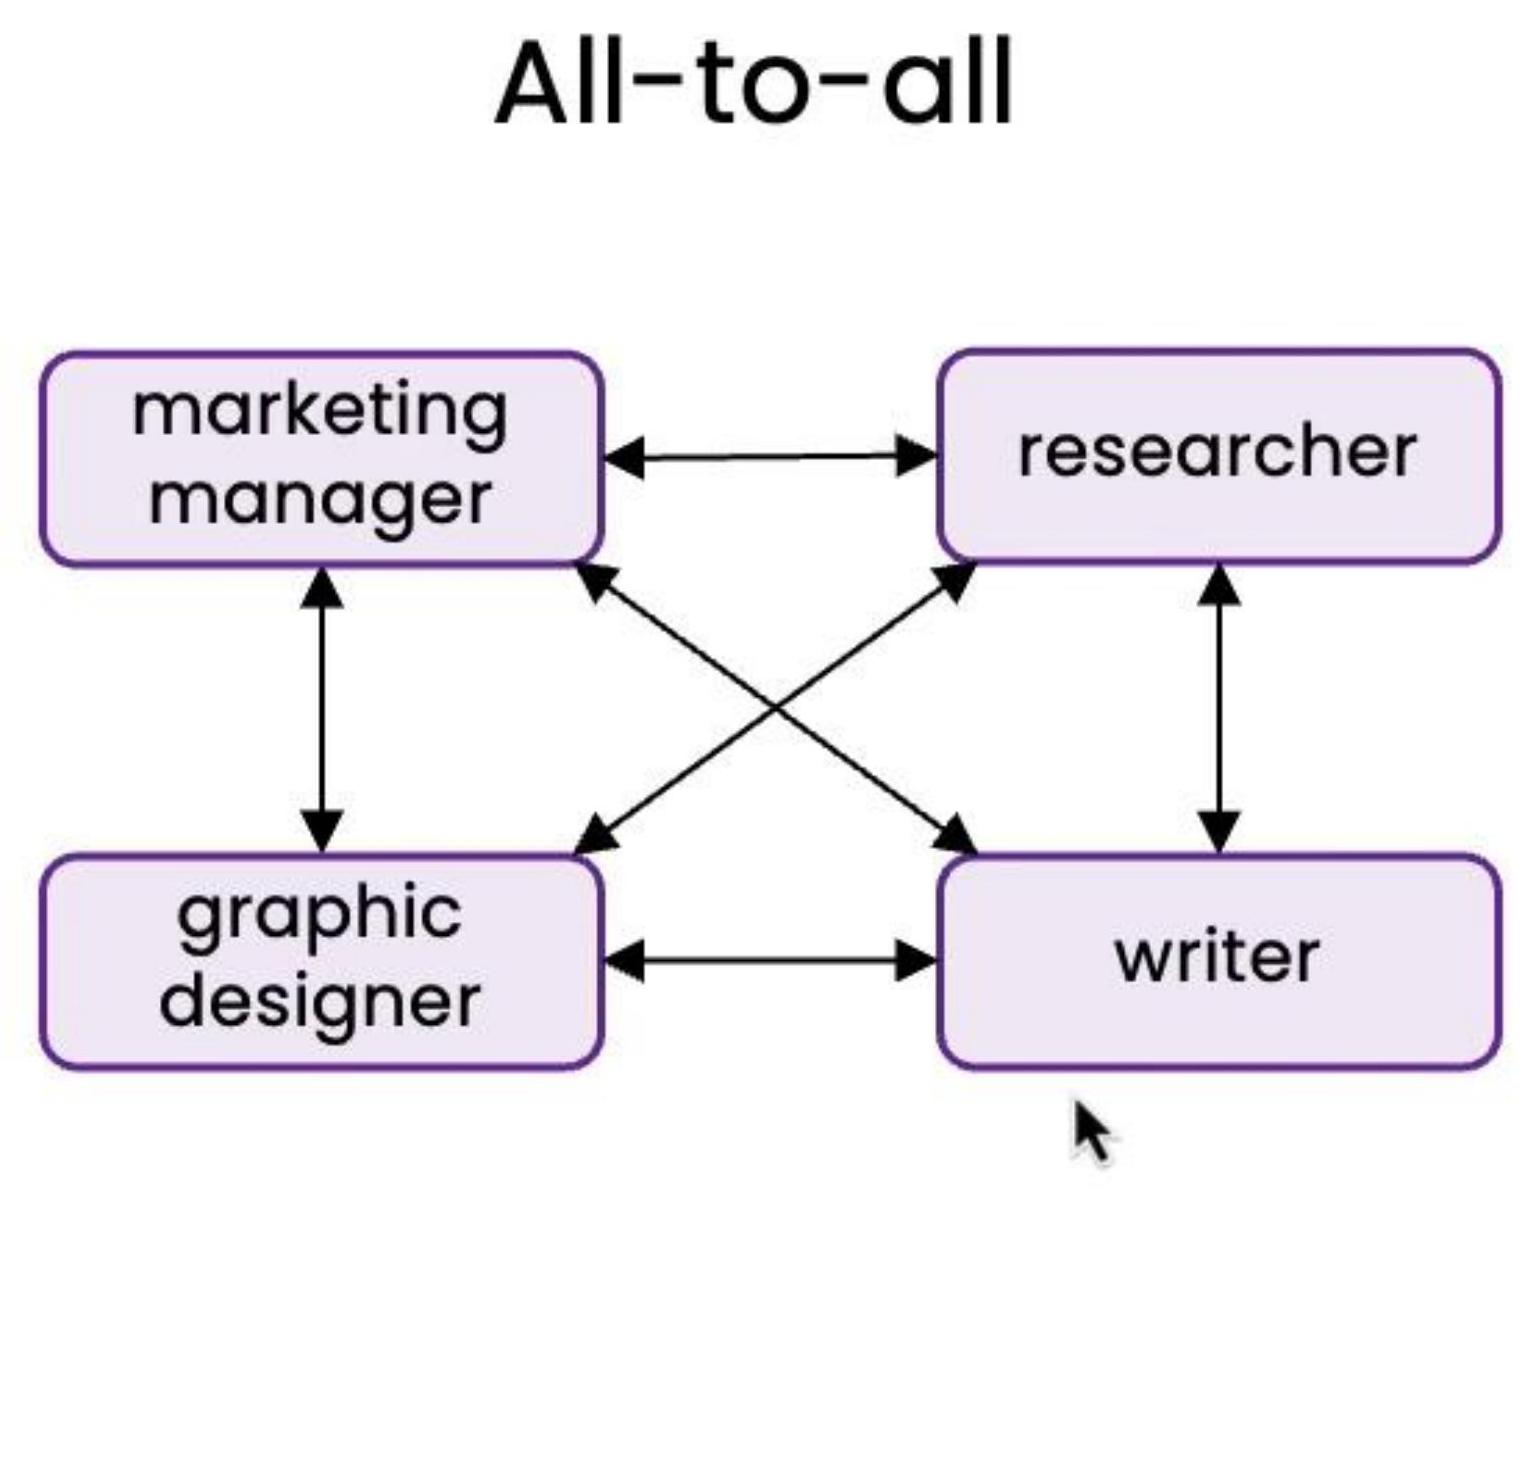 All-to-all
marketing
manager
researcher
graphic
designer
writer